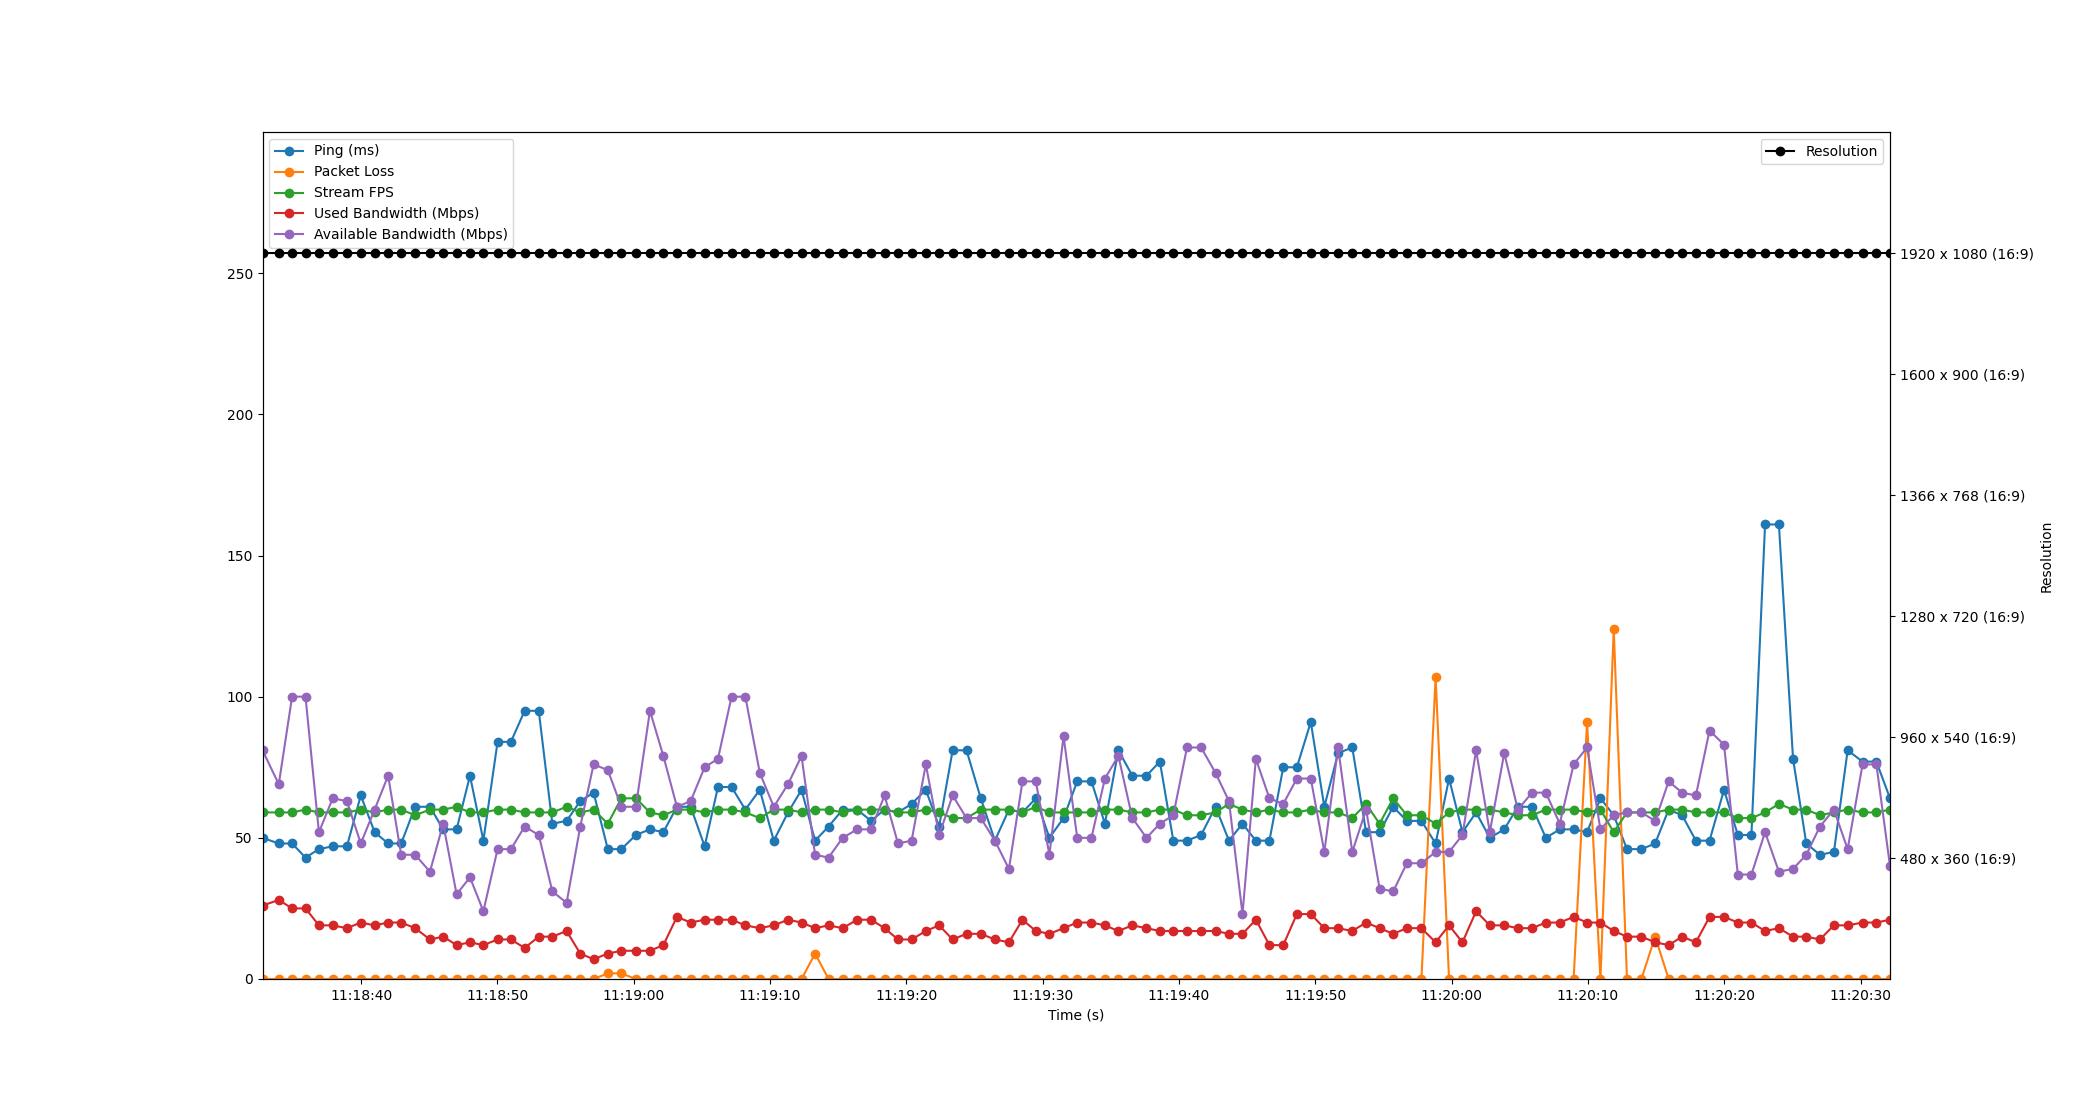 Ping (ms)
Packet Loss
Stream FPS
Used Bandwidth (Mbps)
Available Bandwidth (Mbps)
Resolution
250
200
150
100
50
0
1920 x 1080 (16:9)
1600 x 900 (16:9)
1366 x 768 (16:9)
1280 x 720 (16:9)
960 x 540 (16:9)
480 x 360 (16:9)
Resolution
11:18:40 11:18:50 11:19:00 11:19:10 11:19:20 11:19:30 11:19:40 11:19:50 11:20:00 11:20:10 11:20:20 11:20:30
Time (s)